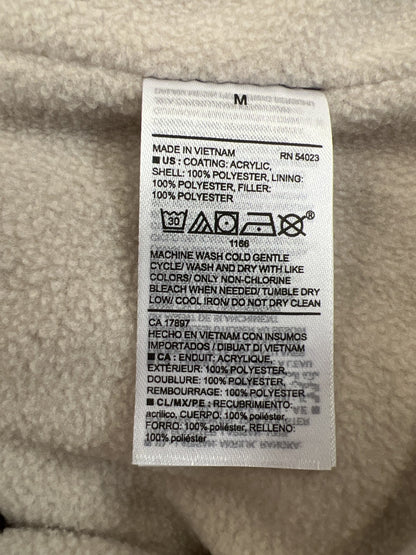 M
MADE IN VIETNAM RN 54023
■ US : COATING: ACRYLIC,
SHELL: 100% POLYESTER, LINING:
100% POLYESTER, FILLER:
100% POLYESTER
30 ®
1166
MACHINE WASH COLD GENTLE
CYCLE/ WASH AND DRY WITH LIKE
COLORS/ ONLY NON-CHLORINE
BLEACH WHEN NEEDED/ TUMBLE DRY
LOW/ COOL IRON/ DO NOT DRY CLEAN
CA 17897
HECHO EN VIETNAM CON INSUMOS
IMPORTADOS / DIBUAT DI VIETNAM
■ CA : ENDUIT: ACRYLIQUE,
EXTÉRIEUR: 100% POLYESTER,
DOUBLURE: 100% POLYESTER,
REMBOURRAGE: 100% POLYESTER
■ CL/MX/PE : RECUBRIMIENTO:
acrílico, CUERPO: 100% poliéster,
FORRO: 100% poliéster, RELLENO:
100% poliéster